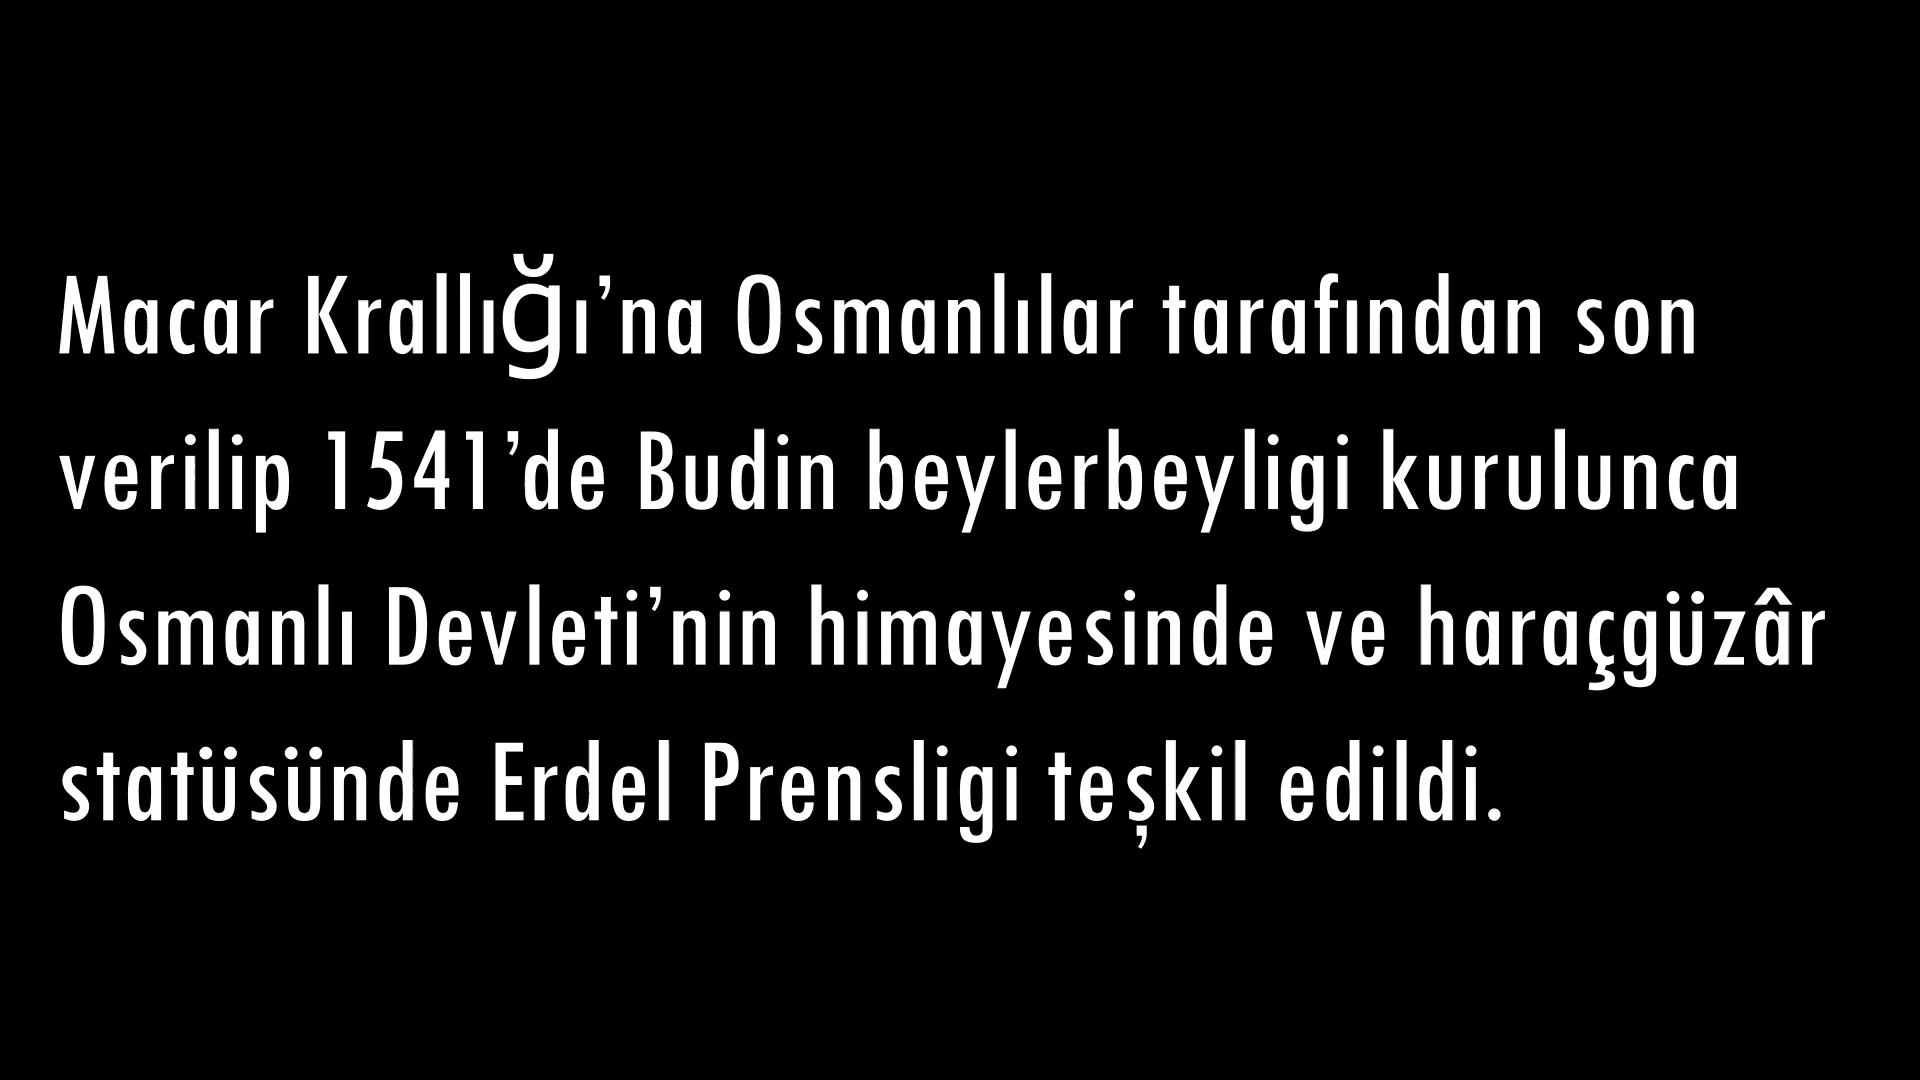 Macar Krallığı’na Osmanlılar tarafından son
verilip 1541’de Budin beylerbeyligi kurulunca
Osmanlı Devleti’nin himayesinde ve haraçgüzâr
statüsünde Erdel Prensligi teşkil edildi.